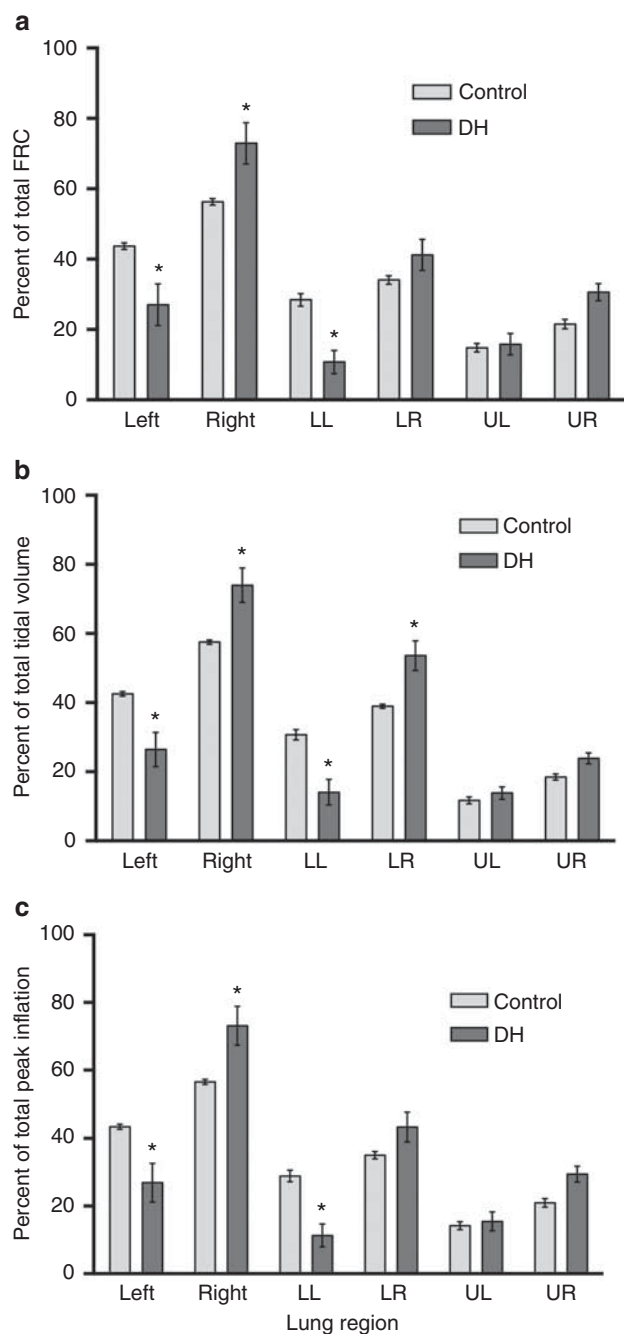 a
100
80
60
40
20
0
Percent of total FRC
Control
DH
*
*
*
Left Right LL LR UL UR
b
100
80
60
40
20
0
Percent of total tidal volume
Control
DH
*
*
*
*
Left Right LL LR UL UR
c
100
80
60
40
20
0
Percent of total peak inflation
Control
DH
*
*
*
Left Right LL LR UL UR
Lung region